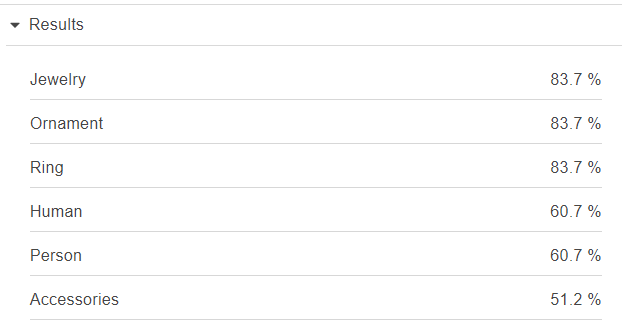 Results
Jewelry 83.7 %
Ornament 83.7 %
Ring 83.7 %
Human 60.7 %
Person 60.7 %
Accessories 51.2 %